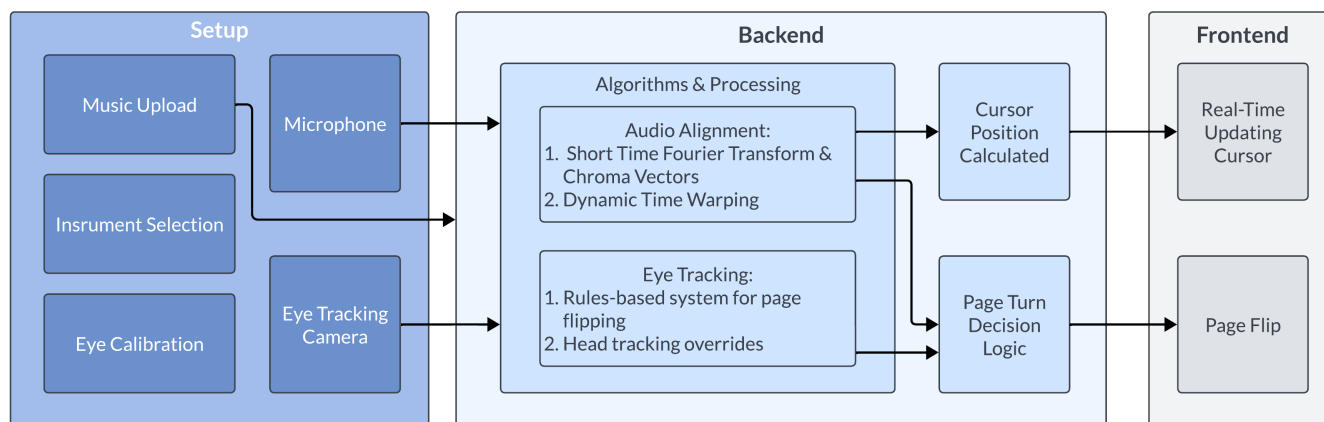 Setup
Music Upload
Microphone
Insrument Selection
Eye Tracking
Camera
Eye Calibration
Backend
Algorithms & Processing
Audio Alignment:
1. Short Time Fourier Transform &
Chroma Vectors
2. Dynamic Time Warping
Eye Tracking:
1. Rules-based system for page
flipping
2. Head tracking overrides
Cursor
Position
Calculated
Page Turn
Decision
Logic
Frontend
Real-Time
Updating
Cursor
Page Flip